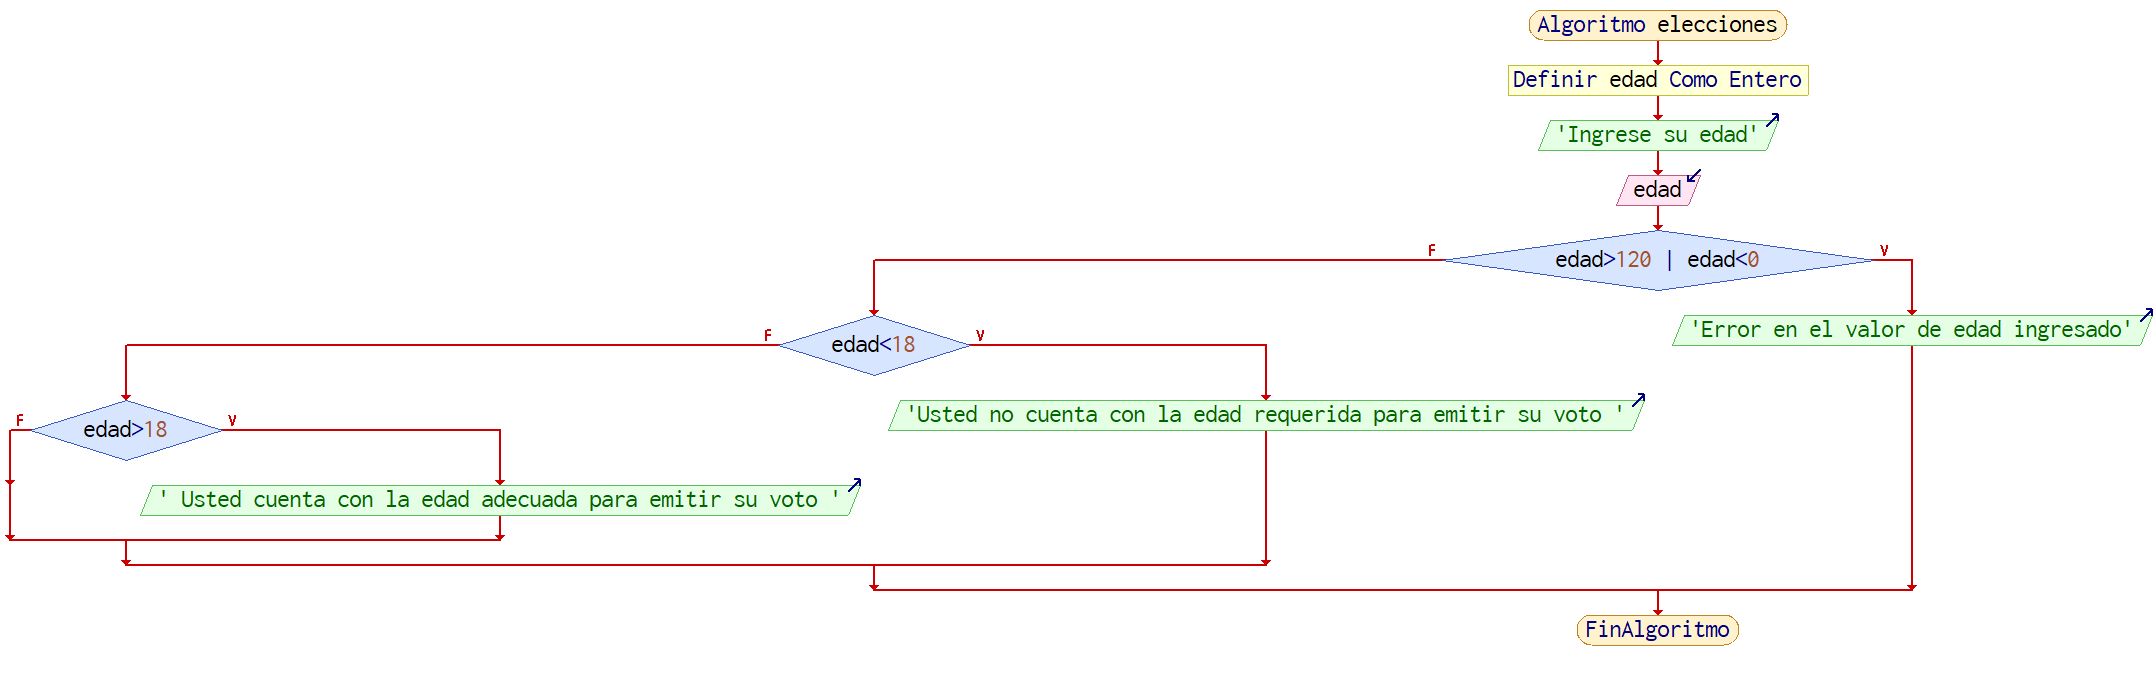 Algoritmo elecciones
Definir edad Como Entero
'Ingrese su edad'
edad
F
edad>120 | edad<0
V
'Error en el valor de edad ingresado'
F
edad<18
V
'Usted no cuenta con la edad requerida para emitir su voto '
F
edad>18
V
' Usted cuenta con la edad adecuada para emitir su voto '
FinAlgoritmo